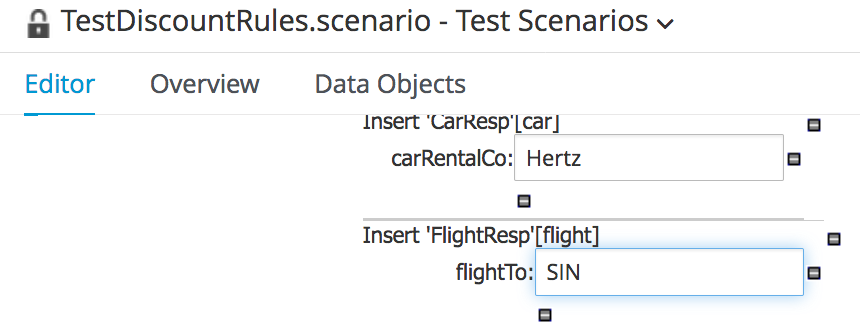 TestDiscountRules.scenario - Test Scenarios
Editor Overview Data Objects
Insert 'CarResp'[car]
carRentalCo: Hertz
Insert 'FlightResp'[flight]
flightTo: SIN